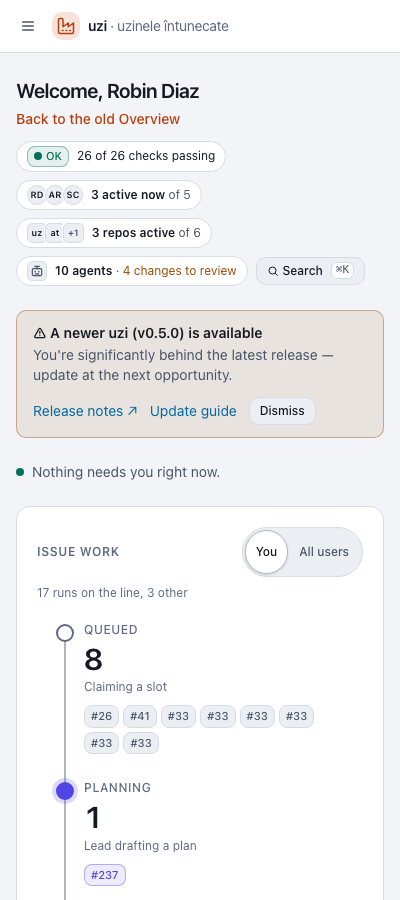 uzi · uzinele întunecate
Welcome, Robin Diaz
Back to the old Overview
OK 26 of 26 checks passing
RD AR SC 3 active now of 5
uz at +1 3 repos active of 6
10 agents · 4 changes to review
Search ⌘K
A newer uzi (v0.5.0) is available
You're significantly behind the latest release —
update at the next opportunity.
Release notes ↗ Update guide Dismiss
Nothing needs you right now.
ISSUE WORK You All users
17 runs on the line, 3 other
QUEUED
8
Claiming a slot
#26 #41 #33 #33 #33 #33
#33 #33
PLANNING
1
Lead drafting a plan
#237